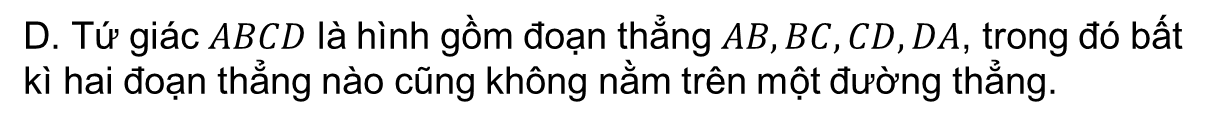 D. Tứ giác ABCD là hình gồm đoạn thẳng AB, BC, CD, DA, trong đó bất
kì hai đoạn thẳng nào cũng không nằm trên một đường thẳng.